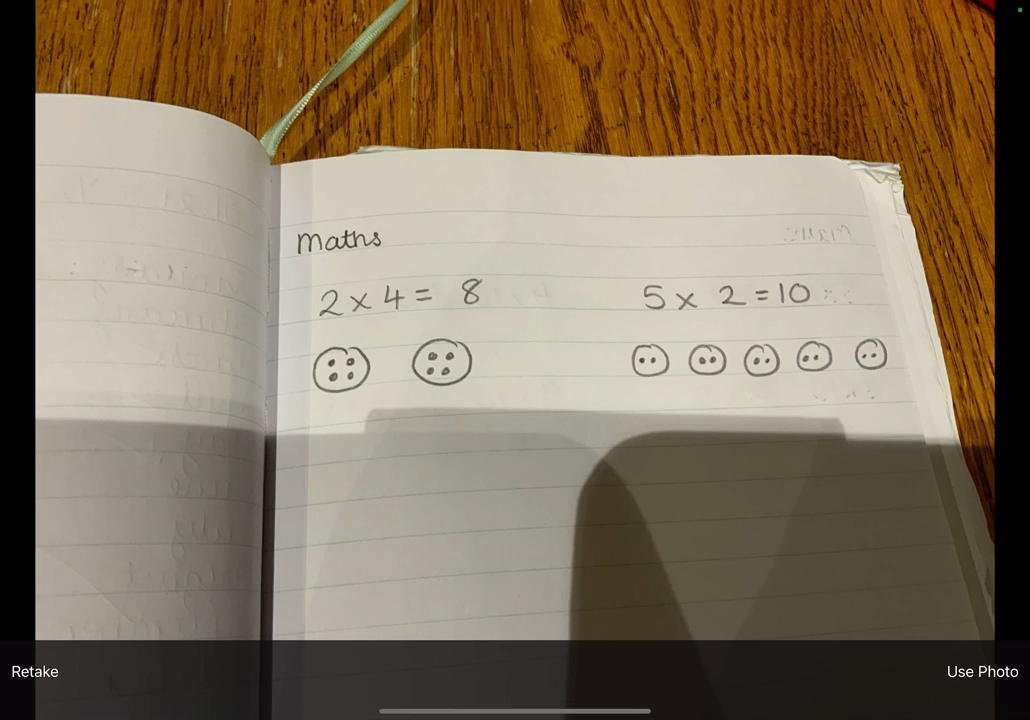 Maths
2 x 4 = 8 5 x 2 = 10
Retake Use Photo